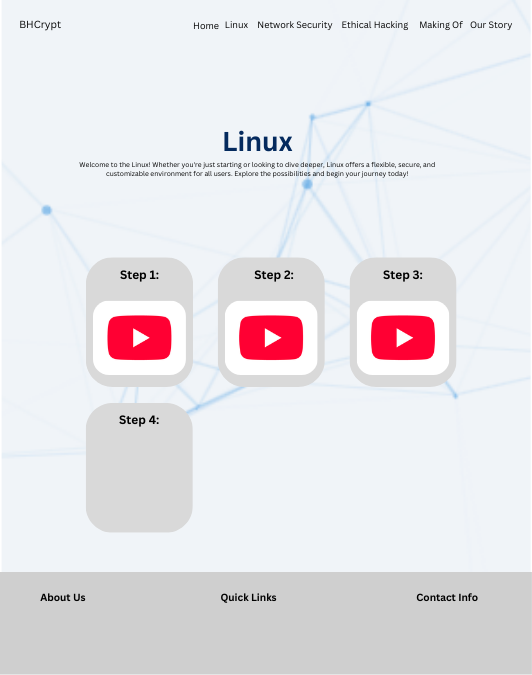 BHCrypt Home Linux Network Security Ethical Hacking Making Of Our Story
Linux
Welcome to the Linux! Whether you're just starting or looking to dive deeper, Linux offers a flexible, secure, and
customizable environment for all users. Explore the possibilities and begin your journey today!
Step 1: Step 2: Step 3:
Step 4:
About Us Quick Links Contact Info